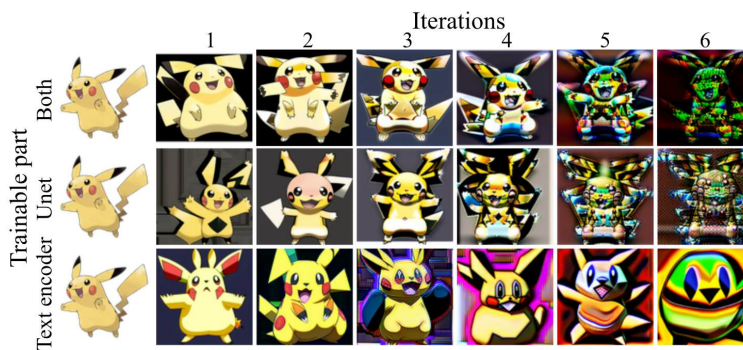 Iterations
1 2 3 4 5 6
Trainable part
Both
Unet
Text encoder